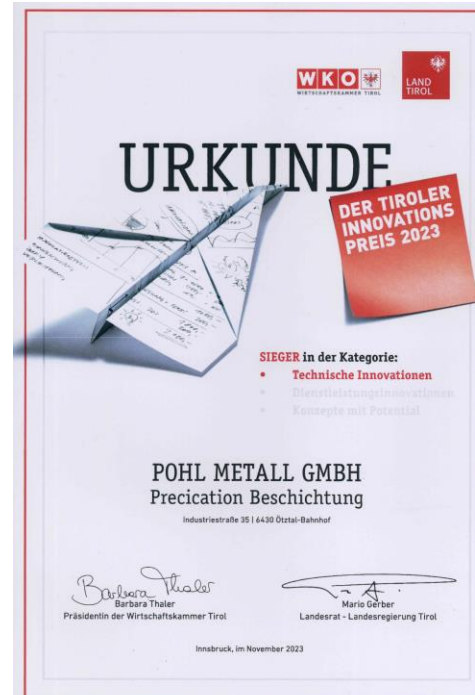 WKO
WIRTSCHAFTSKAMMER TIROL
LAND
TIROL
URKUNDE
DER TIROLER
INNOVATIONS
PREIS 2023
SIEGER in der Kategorie:
• Technische Innovationen
• Dienstleistungsinnovationen
• Konzepte mit Potential
POHL METALL GMBH
Precication Beschichtung
Industriestraße 35 | 6430 Ötztal-Bahnhof
Barbara Thaler
Barbara Thaler
Präsidentin der Wirtschaftskammer Tirol
Mario Gerber
Landesrat - Landesregierung Tirol
Innsbruck, im November 2023